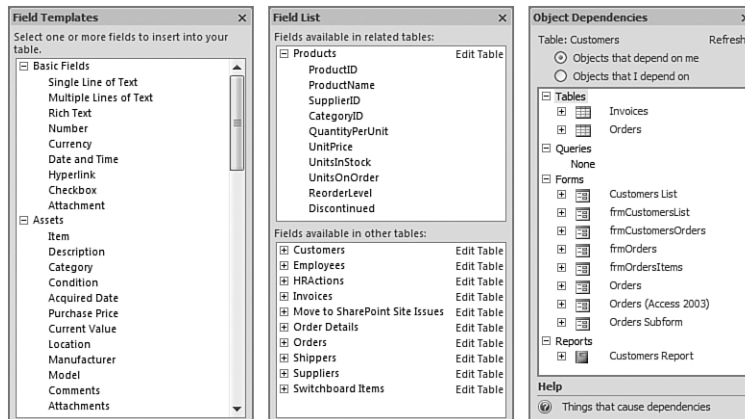 Field Templates
Select one or more fields to insert into your
table.
Basic Fields
Single Line of Text
Multiple Lines of Text
Rich Text
Number
Currency
Date and Time
Hyperlink
Checkbox
Attachment
Assets
Item
Description
Category
Condition
Acquired Date
Purchase Price
Current Value
Location
Manufacturer
Model
Comments
Attachments
Field List
Fields available in related tables:
Products Edit Table
ProductID
ProductName
SupplierID
CategoryID
QuantityPerUnit
UnitPrice
UnitsInStock
UnitsOnOrder
ReorderLevel
Discontinued
Fields available in other tables:
Customers Edit Table
Employees Edit Table
HRActions Edit Table
Invoices Edit Table
Move to SharePoint Site Issues Edit Table
Order Details Edit Table
Orders Edit Table
Shippers Edit Table
Suppliers Edit Table
Switchboard Items Edit Table
Object Dependencies
Table: Customers Refresh
Objects that depend on me
Objects that I depend on
Tables
Invoices
Orders
Queries
None
Forms
Customers List
frmCustomersList
frmCustomersOrders
frmOrders
frmOrdersItems
Orders
Orders (Access 2003)
Orders Subform
Reports
Customers Report
Help
Things that cause dependencies